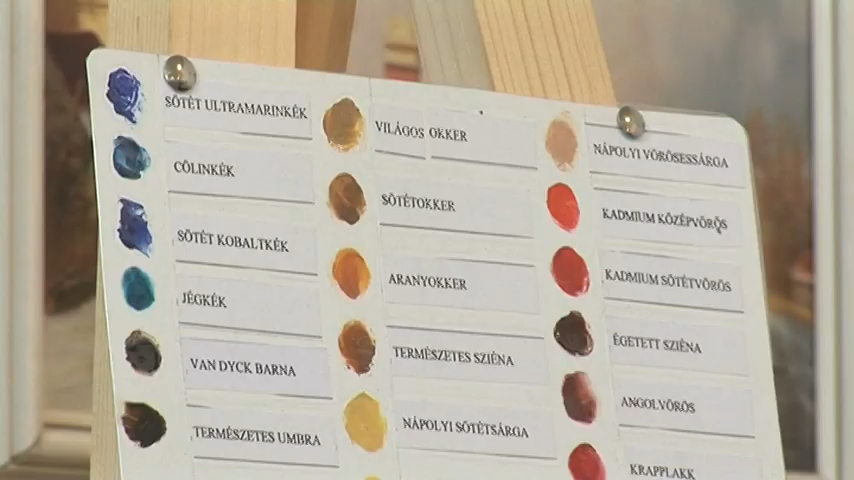 SÖTÉT ULTRAMARINKÉK
CÖLINKÉK
SÖTÉT KOBALTKÉK
JÉGKÉK
VAN DYCK BARNA
TERMÉSZETES UMBRA
VILÁGOS OKKER
SÖTÉTOKKER
ARANYOKKER
TERMÉSZETES SZIÉNA
NÁPOLYI SÖTÉTSÁRGA
NÁPOLYI VÖRÖSESSÁRGA
KADMIUM KÖZÉPVÖRÖS
KADMIUM SÖTÉTVÖRÖS
ÉGETETT SZIÉNA
ANGOLVÖRÖS
KRAPPLAKK